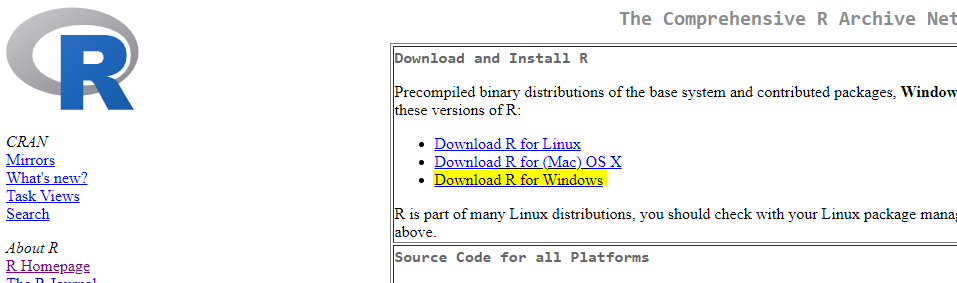 The Comprehensive R Archive Net
R
CRAN
Mirrors
What's new?
Task Views
Search
About R
R Homepage
The R Journal
Download and Install R
Precompiled binary distributions of the base system and contributed packages, Window
these versions of R:
Download R for Linux
Download R for (Mac) OS X
Download R for Windows
R is part of many Linux distributions, you should check with your Linux package mana
above.
Source Code for all Platforms